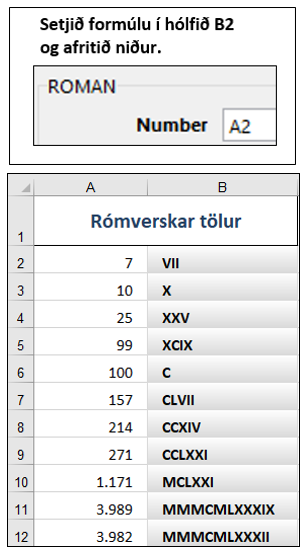 Setjið formúlu í hólfið B2
og afritið niður.
ROMAN
Number A2
A B
1 Rómverskar tölur
2 7 VII
3 10 X
4 25 XXV
5 99 XCIX
6 100 C
7 157 CLVII
8 214 CCXIV
9 271 CCLXXI
10 1.171 MCLXXI
11 3.989 MMMCMLXXXIX
12 3.982 MMMCMLXXXII